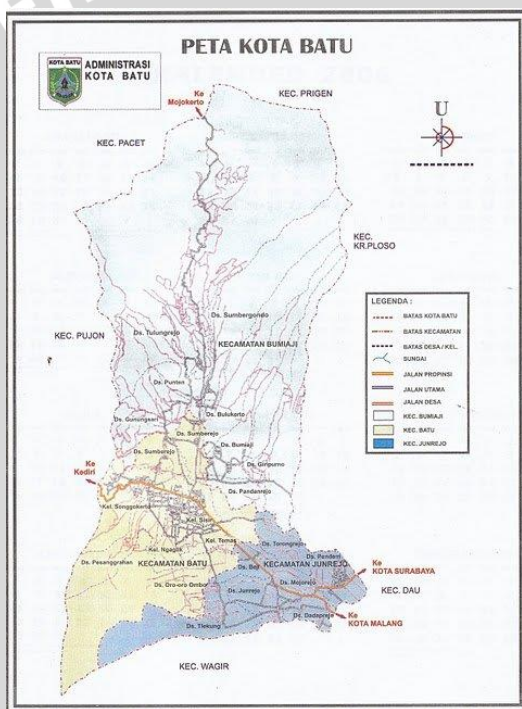 PETA KOTA BATU
KOTA BATU
ADMINISTRASI
KOTA BATU
Ke
Mojokerto
KEC. PRIGEN
U
KEC. PACET
KEC.
KR.PLOSO
Ds. Sumbergondo
KEC. PUJON
Ds. Tulungrejo
KECAMATAN BUMIAJI
Ds. Punten
Ds. Bulukerto
Ds. Gunungsari
Ds. Sumberejo
Ds. Bumiaji
Ds. Sumberejo
Ds. Giripurno
Ke
Kediri
Ds. Pandanrejo
Kel. Songgokerto
Kel. Sisir
Kel. Temas
Kel. Ngaglik
Ds. Torongrejo
Ds. Pendem
Ds. Pesanggrahan
KECAMATAN BATU
Ds. Beji
KECAMATAN JUNREJO
Ke
KOTA SURABAYA
Ds. Oro-oro Ombo
Ds. Mojorejo
Ds. Junrejo
KEC. DAU
Ds. Dadaprejo
Ke
KOTA MALANG
Ds. Tlekung
KEC. WAGIR
LEGENDA :
BATAS KOTA BATU
BATAS KECAMATAN
BATAS DESA / KEL.
SUNGAI
JALAN PROPINSI
JALAN UTAMA
JALAN DESA
KEC. BUMIAJI
KEC. BATU
KEC. JUNREJO